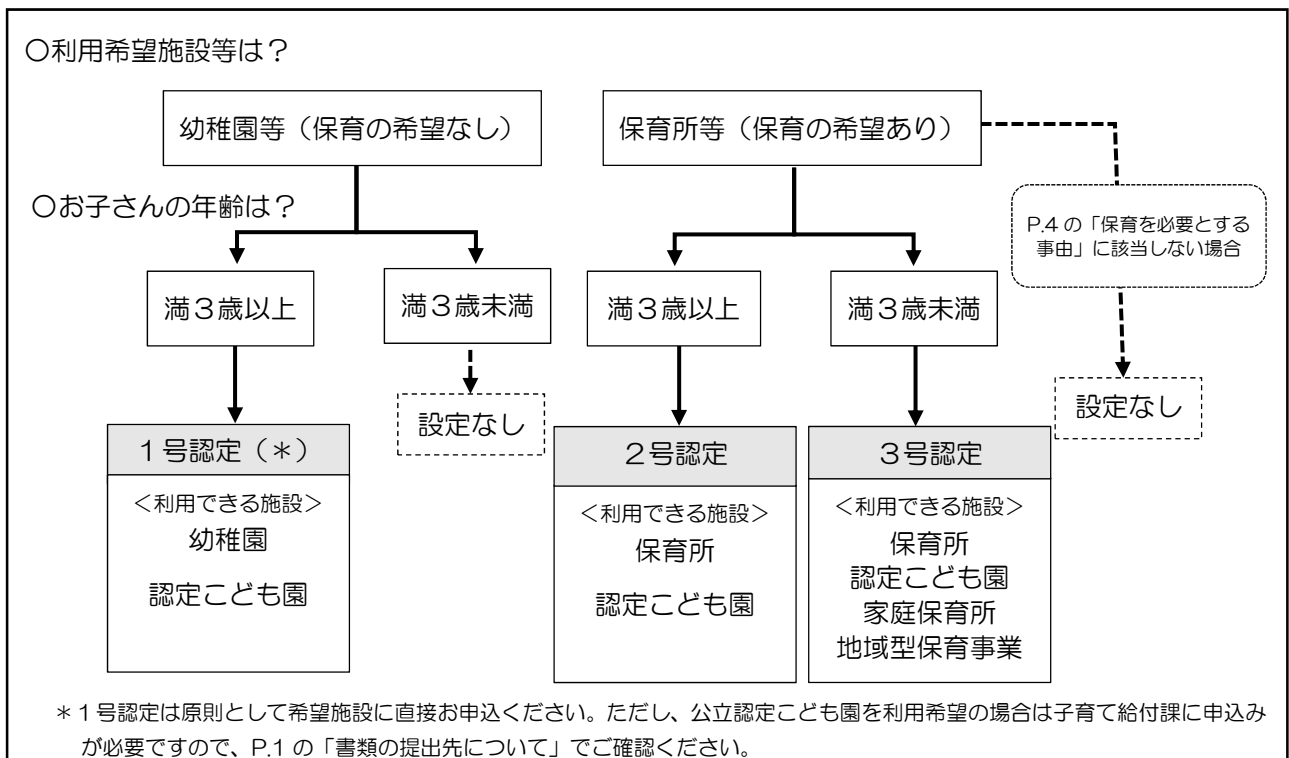 〇利用希望施設等は？
幼稚園等（保育の希望なし）
保育所等（保育の希望あり）
〇お子さんの年齢は？
P.4 の「保育を必要とする
事由」に該当しない場合
満３歳以上
満３歳未満
満３歳以上
満３歳未満
設定なし
設定なし
１号認定（＊）
＜利用できる施設＞
幼稚園
認定こども園
２号認定
＜利用できる施設＞
保育所
認定こども園
３号認定
＜利用できる施設＞
保育所
認定こども園
家庭保育所
地域型保育事業
＊１号認定は原則として希望施設に直接お申込ください。ただし、公立認定こども園を利用希望の場合は子育て給付課に申込み
が必要ですので、P.1 の「書類の提出先について」でご確認ください。